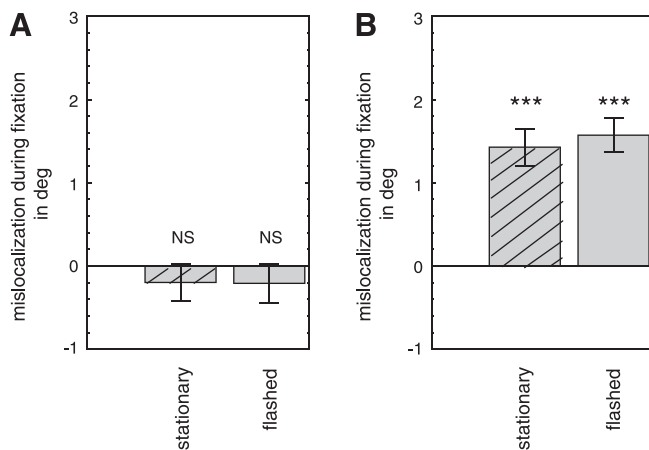 A
mislocalization during fixation
in deg
3
2
1
0
-1
NS
NS
stationary
flashed
B
mislocalization during fixation
in deg
3
2
1
0
-1
***
***
stationary
flashed